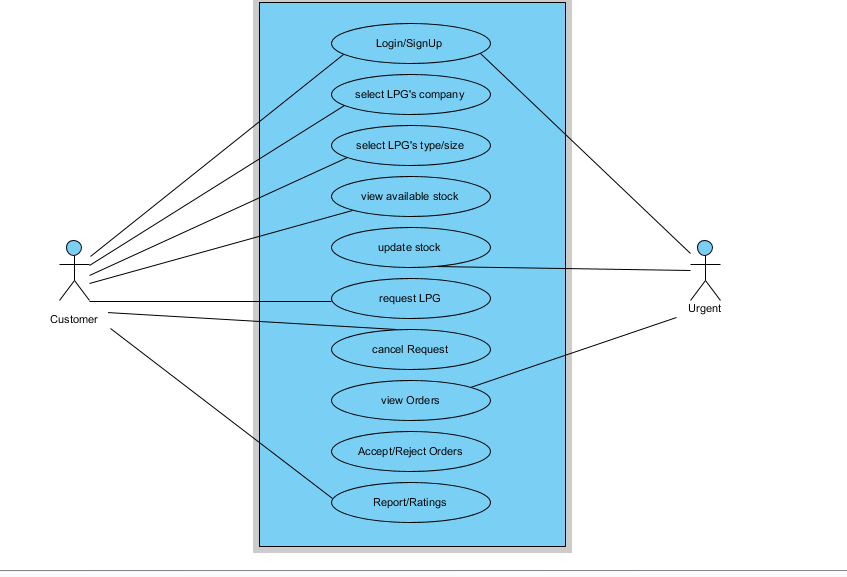 Login/SignUp
select LPG's company
select LPG's type/size
view available stock
update stock
request LPG
cancel Request
view Orders
Accept/Reject Orders
Report/Ratings
Customer
Urgent